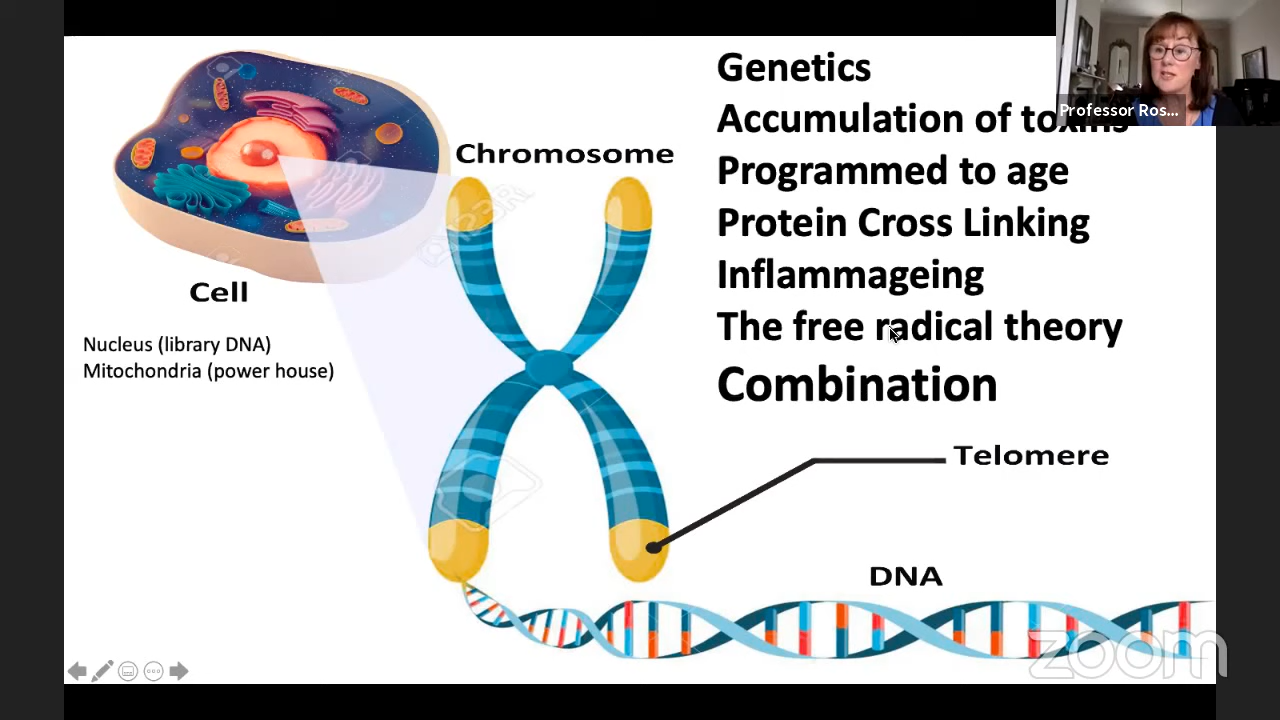 Genetics
Accumulation of toxins
Programmed to age
Protein Cross Linking
Inflammageing
The free radical theory
Combination
Professor Ros...
Chromosome
Cell
Nucleus (library DNA)
Mitochondria (power house)
Telomere
DNA
zoom